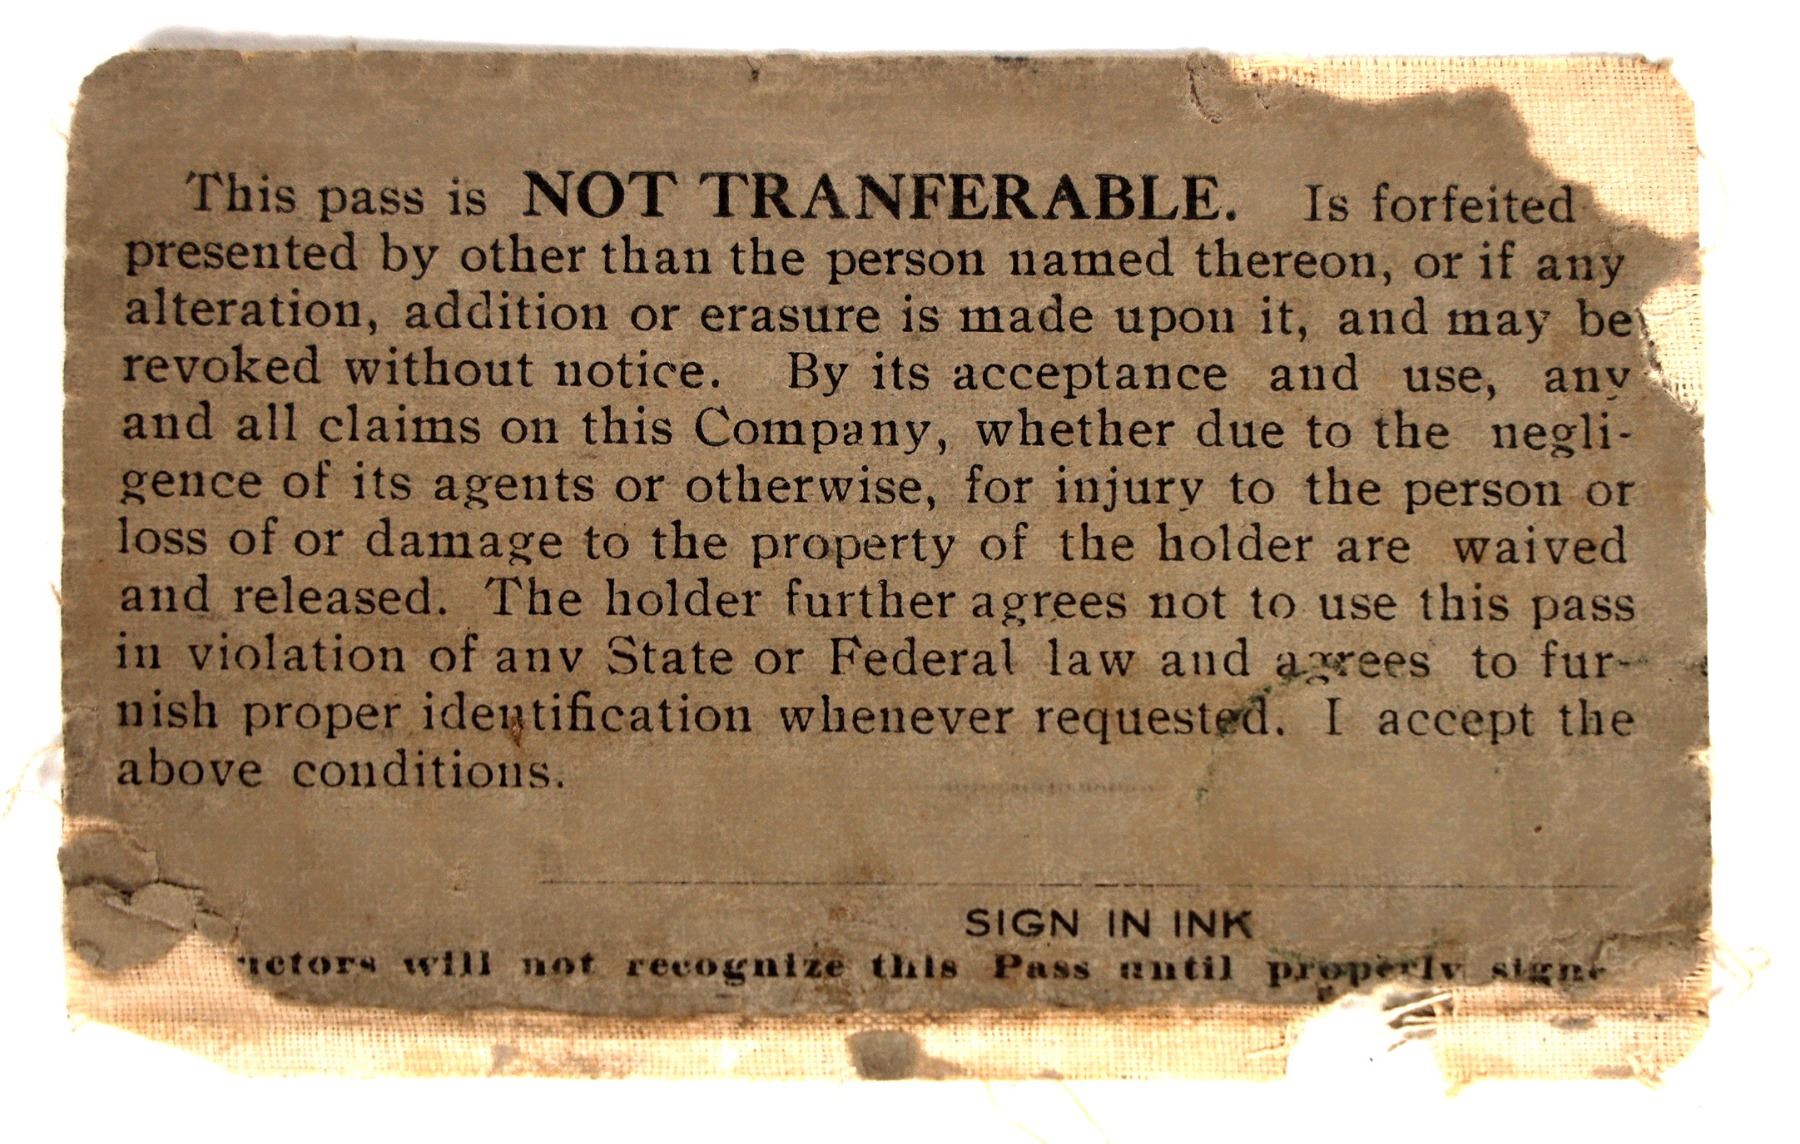 This pass is NOT TRANFERABLE. Is forfeited
presented by other than the person named thereon, or if any
alteration, addition or erasure is made upon it, and may be
revoked without notice. By its acceptance and use, any
and all claims on this Company, whether due to the negli-
gence of its agents or otherwise, for injury to the person or
loss of or damage to the property of the holder are waived
and released. The holder further agrees not to use this pass
in violation of any State or Federal law and agrees to fur-
nish proper identification whenever requested. I accept the
above conditions.
SIGN IN INK
will not recognize this Pass until properly